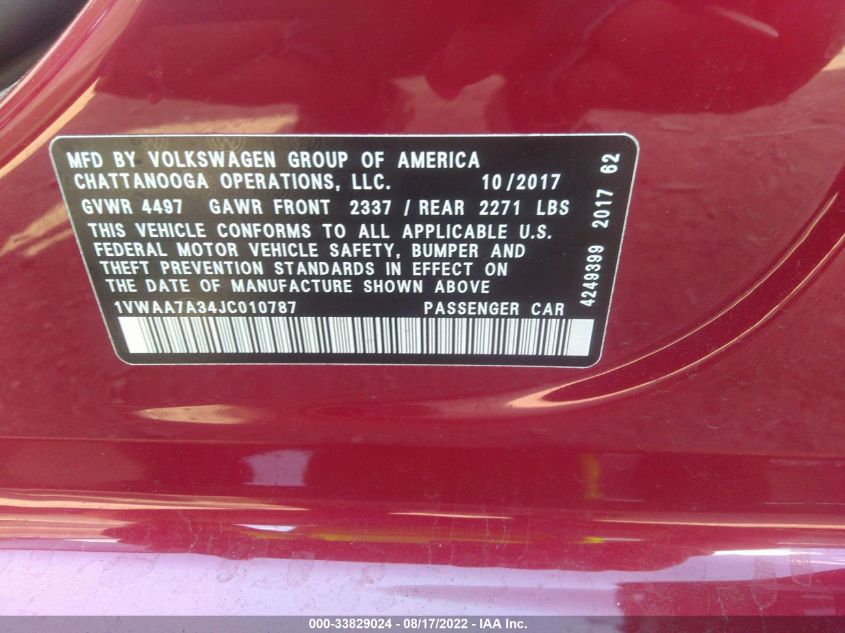 MFD BY VOLKSWAGEN GROUP OF AMERICA
CHATTANOOGA OPERATIONS, LLC. 10/2017
GVWR 4497 GAWR FRONT 2337 / REAR 2271 LBS
THIS VEHICLE CONFORMS TO ALL APPLICABLE U.S.
FEDERAL MOTOR VEHICLE SAFETY, BUMPER AND
THEFT PREVENTION STANDARDS IN EFFECT ON
THE DATE OF MANUFACTURE SHOWN ABOVE
1VWAA7A34JC010787 PASSENGER CAR
4249399 2017 62
000-33829024 - 08/17/2022 - IAA Inc.